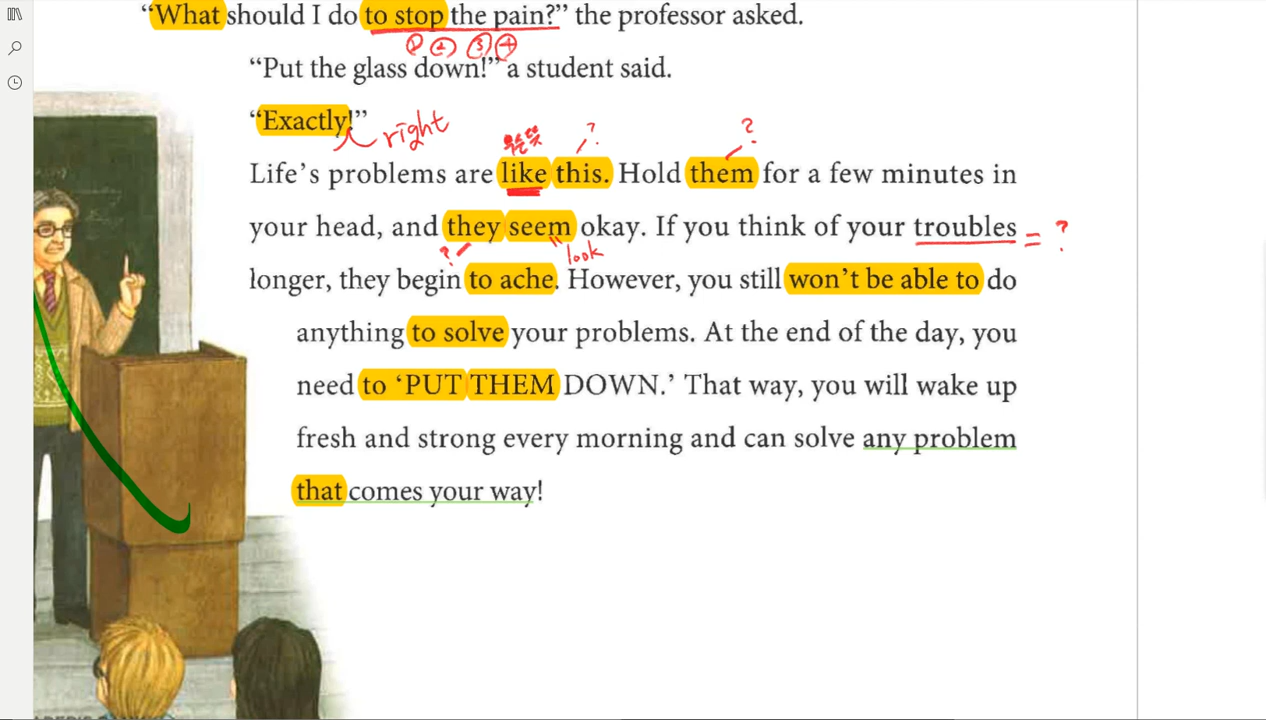 “What should I do to stop the pain?” the professor asked.
① ② ③ ④
“Put the glass down!” a student said.
“Exactly!”
right
? ?
Life’s problems are like this. Hold them for a few minutes in
your head, and they seem okay. If you think of your troubles = ?
? look
longer, they begin to ache. However, you still won’t be able to do
anything to solve your problems. At the end of the day, you
need to ‘PUT THEM DOWN.’ That way, you will wake up
fresh and strong every morning and can solve any problem
that comes your way!